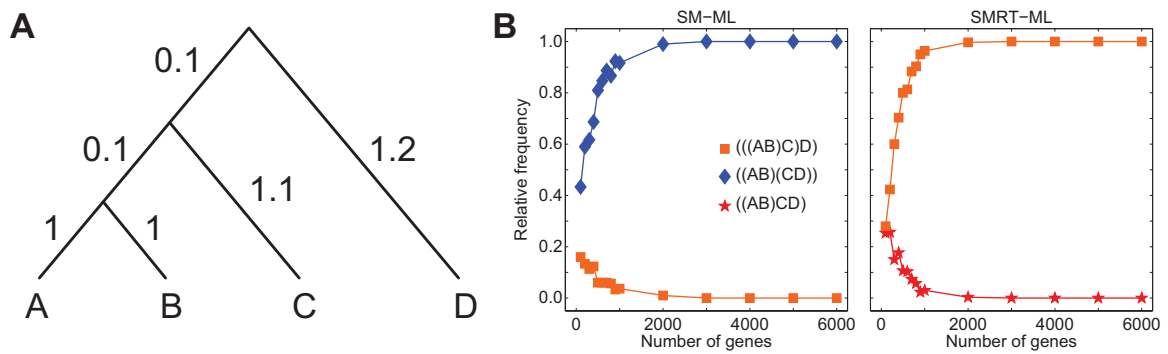 A
0.1
0.1
1.2
1.1
1
1
A
B
C
D
B
SM−ML
SMRT−ML
Relative frequency
1.0
0.8
0.6
0.4
0.2
0.0
(((AB)C)D)
((AB)(CD))
((AB)CD)
0
2000
4000
6000
0
2000
4000
6000
Number of genes
Number of genes